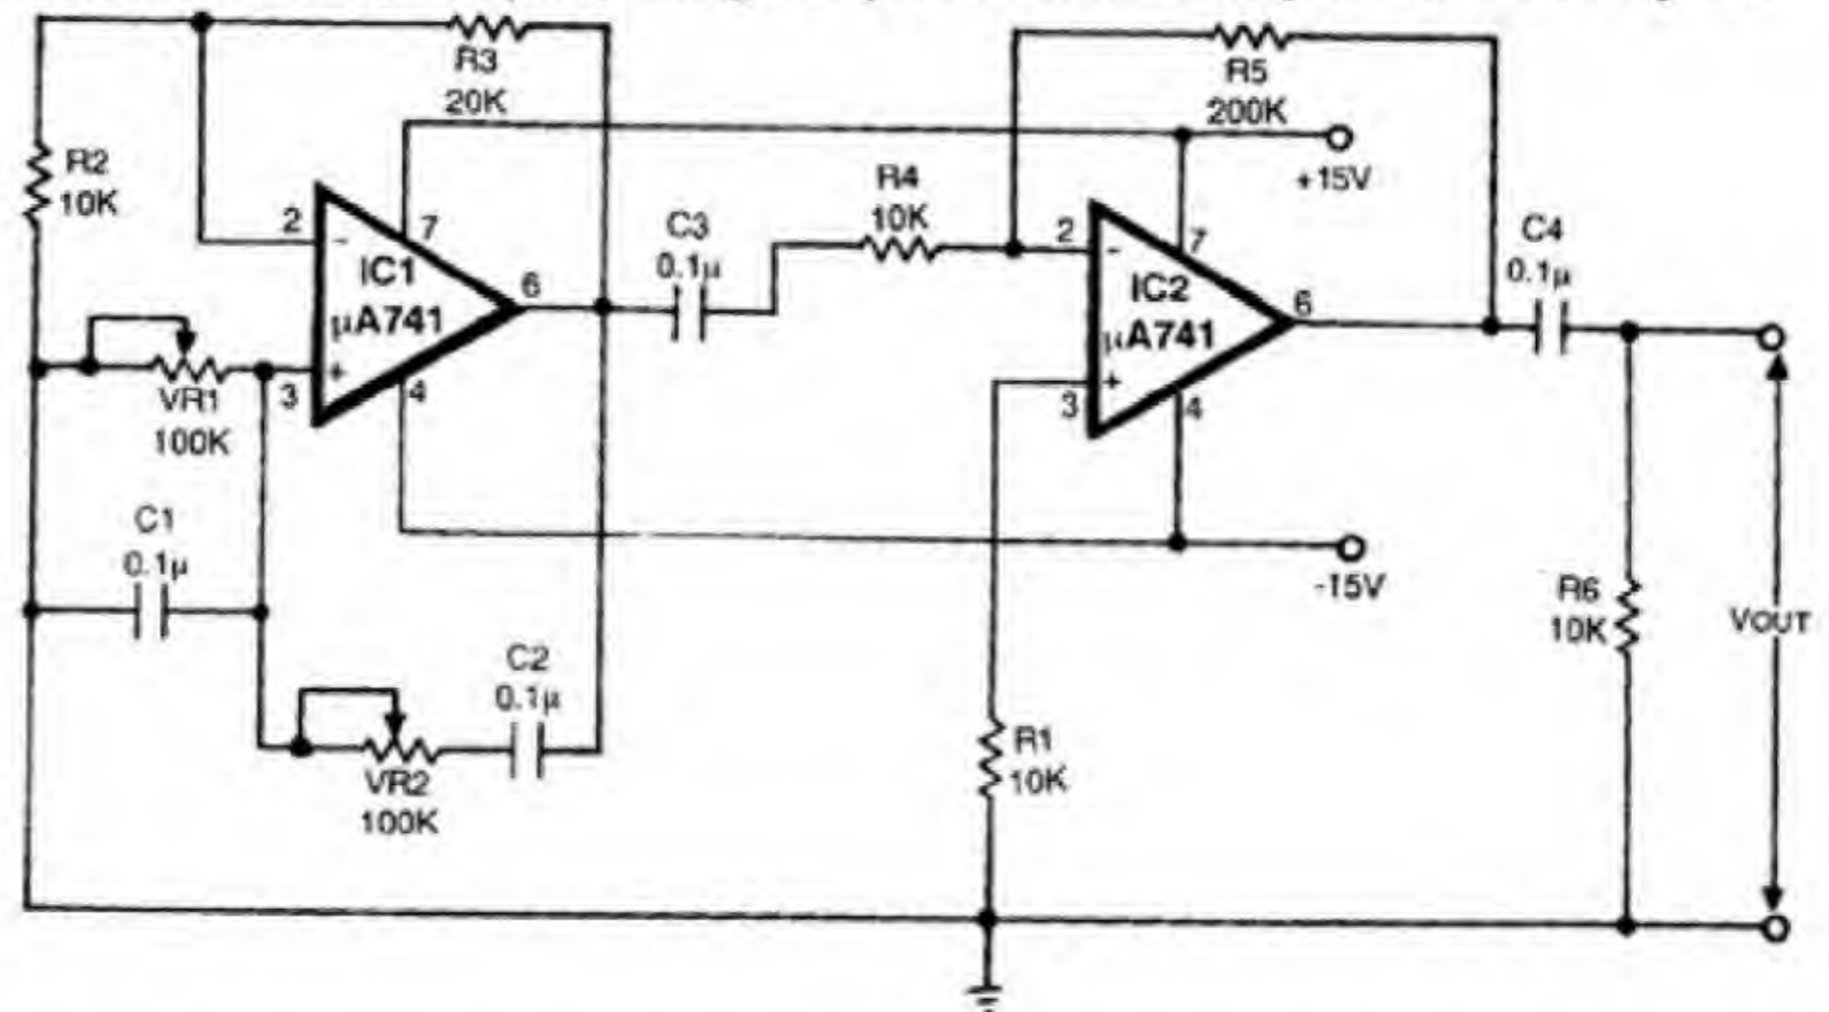 R3
20K
R5
200K
+15V
R2
10K
R4
10K
2
-
7
IC1
µA741
6
C3
0.1µ
2
-
7
IC2
µA741
6
C4
0.1µ
3
+
4
VR1
100K
3
+
4
C1
0.1µ
-15V
R6
10K
VOUT
C2
0.1µ
VR2
100K
R1
10K